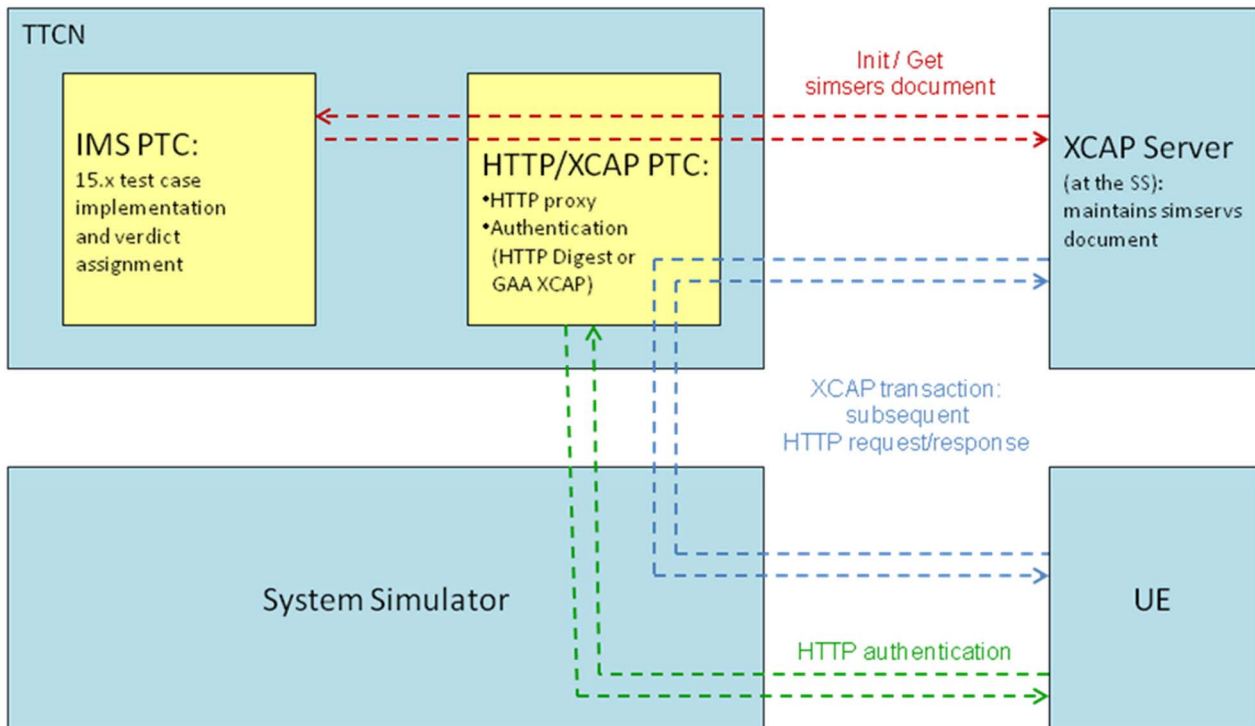 TTCN
IMS PTC:
15.x test case
implementation
and verdict
assignment
HTTP/XCAP PTC:
•HTTP proxy
•Authentication
(HTTP Digest or
GAA XCAP)
Init / Get
simsers document
XCAP Server
(at the SS):
maintains simservs
document
XCAP transaction:
subsequent
HTTP request/response
System Simulator
UE
HTTP authentication